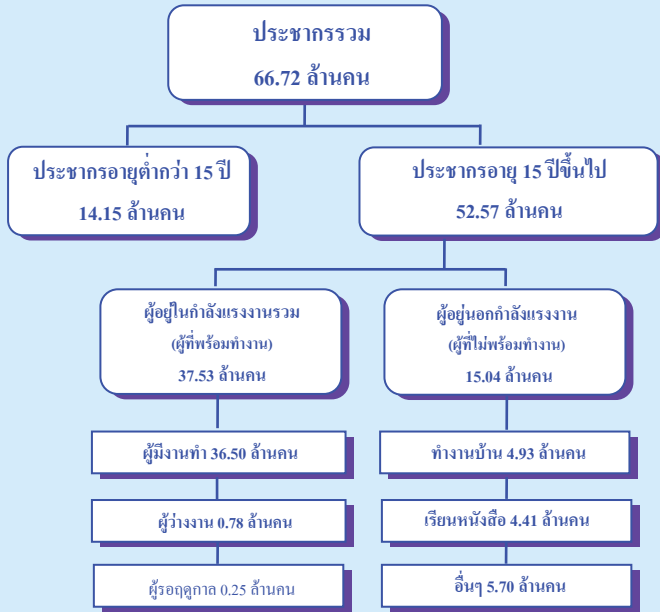 ประชากรรวม
66.72 ล้านคน
ประชากรอายุต่ำกว่า 15 ปี
14.15 ล้านคน
ประชากรอายุ 15 ปีขึ้นไป
52.57 ล้านคน
ผู้อยู่ในกำลังแรงงานรวม
(ผู้ที่พร้อมทำงาน)
37.53 ล้านคน
ผู้อยู่นอกกำลังแรงงาน
(ผู้ที่ไม่พร้อมทำงาน)
15.04 ล้านคน
ผู้มีงานทำ 36.50 ล้านคน
ทำงานบ้าน 4.93 ล้านคน
ผู้ว่างงาน 0.78 ล้านคน
เรียนหนังสือ 4.41 ล้านคน
ผู้รอฤดูกาล 0.25 ล้านคน
อื่นๆ 5.70 ล้านคน